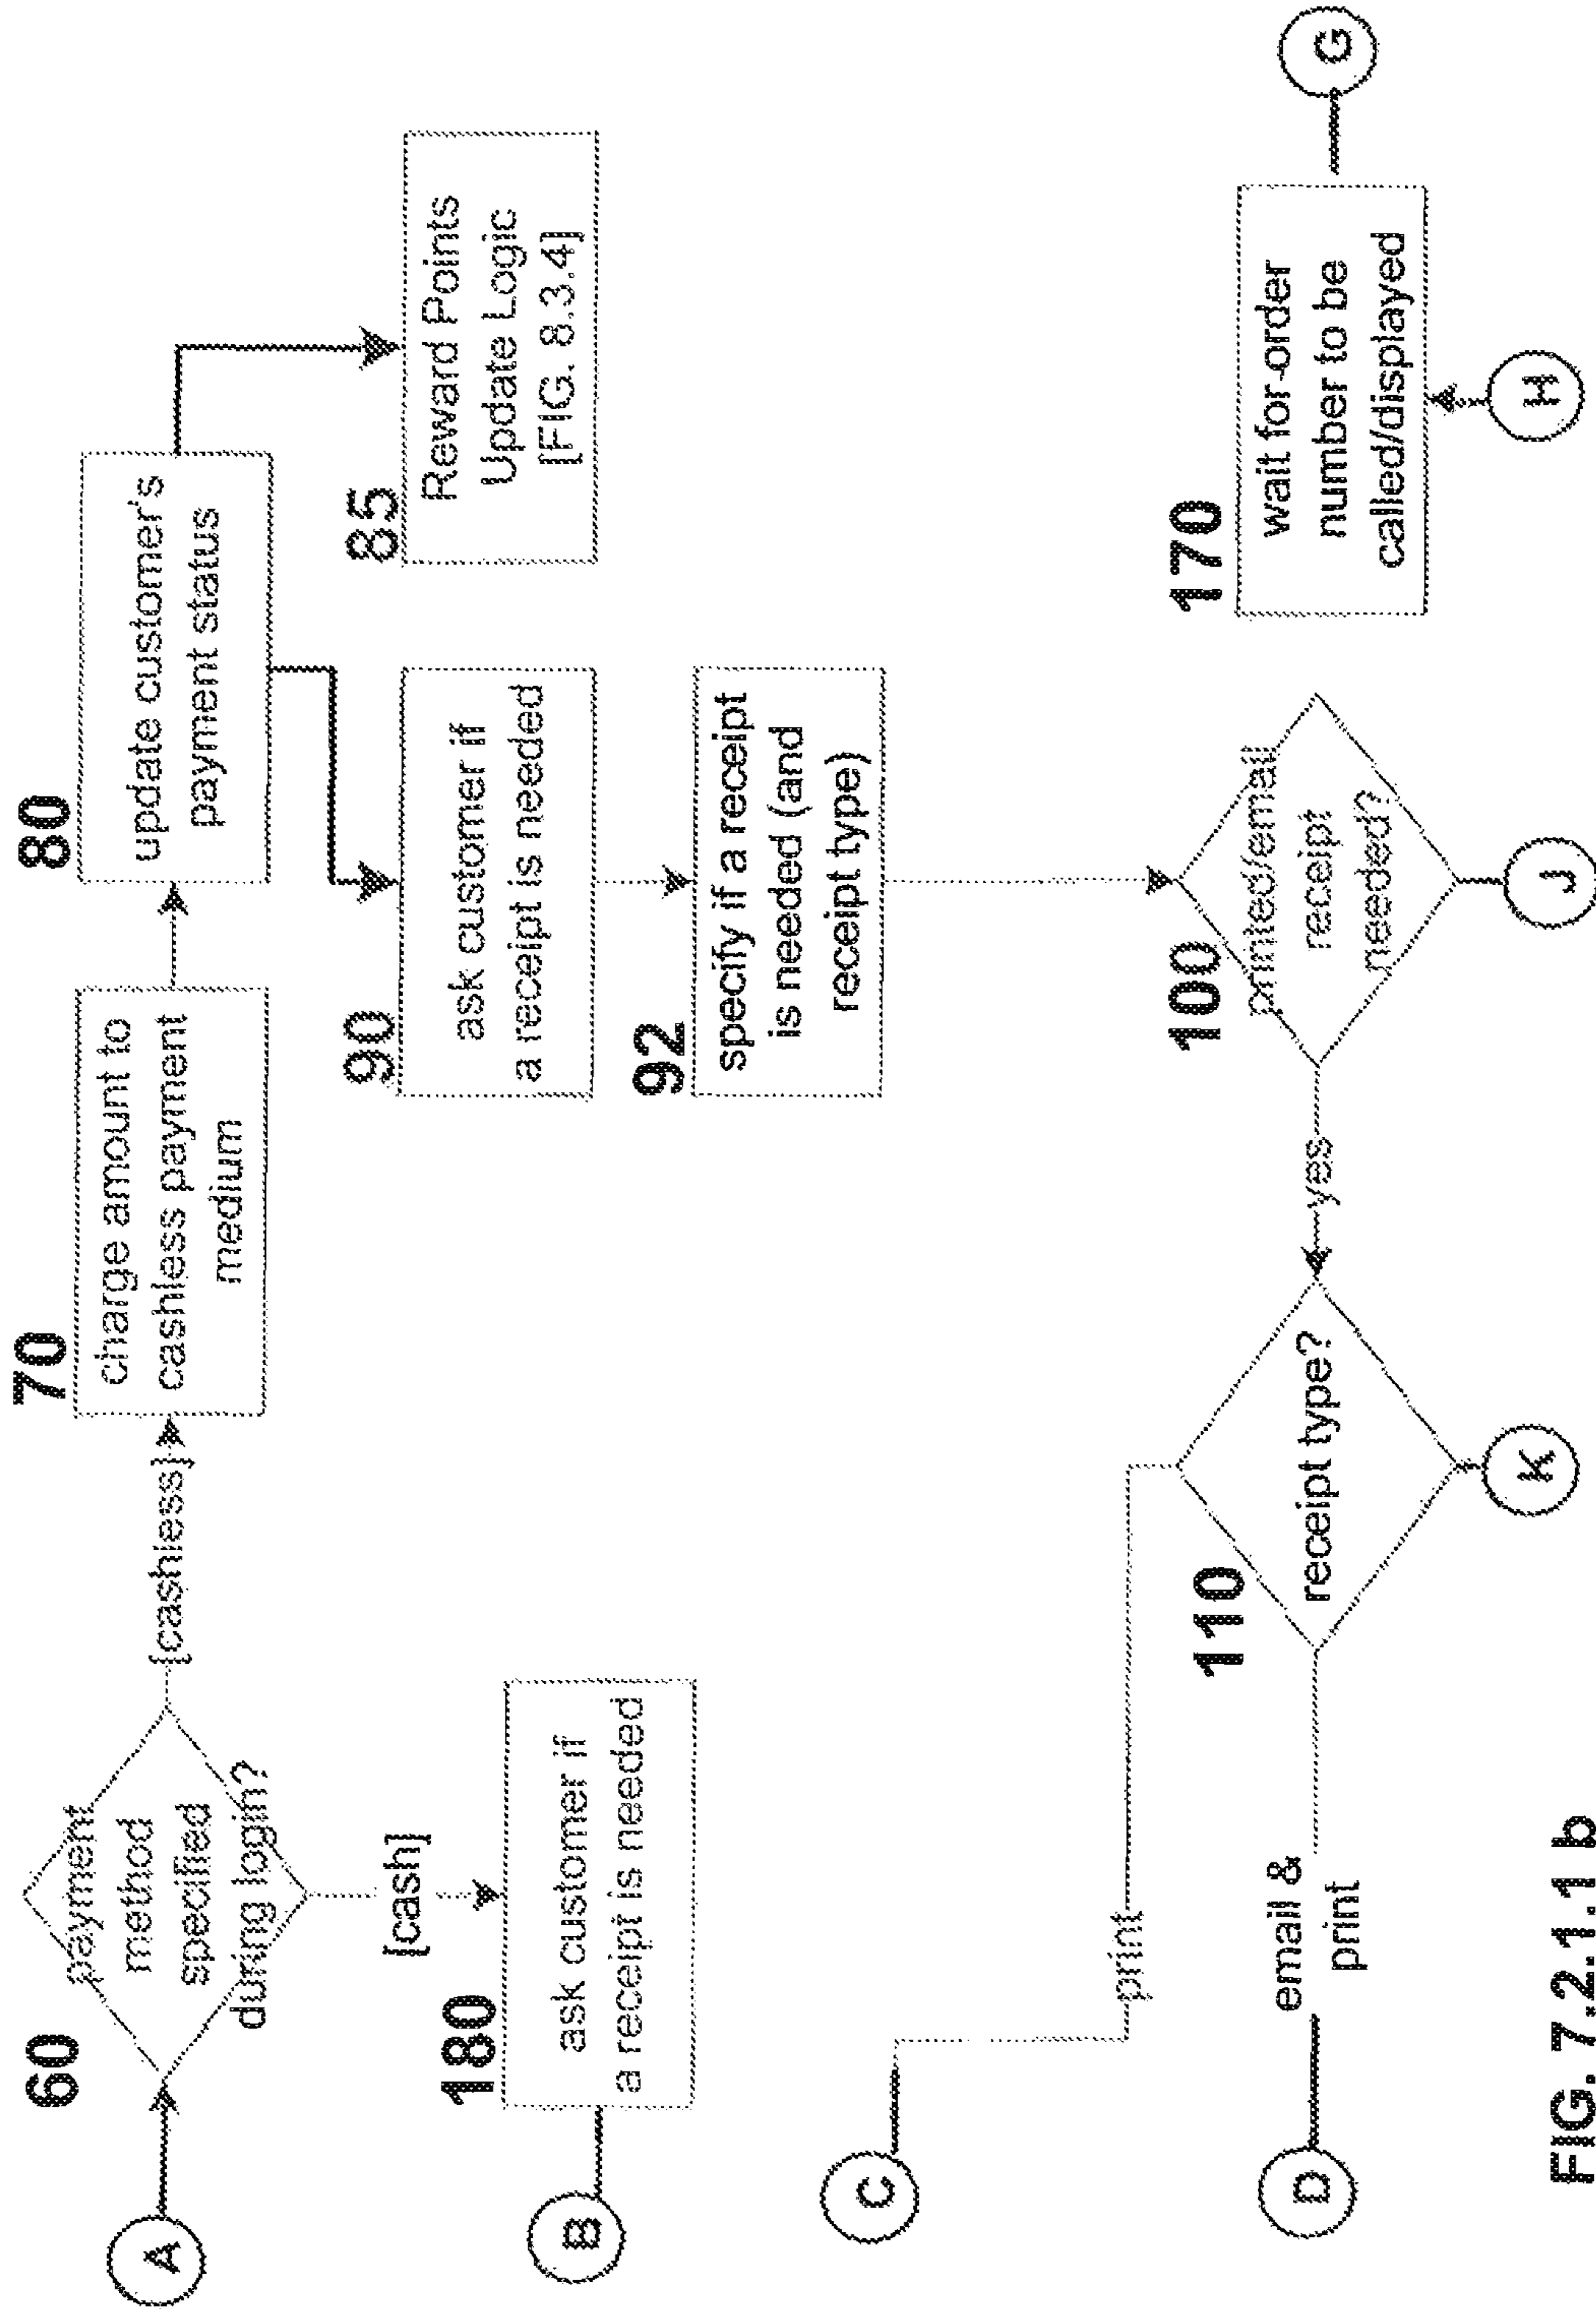 A
60
payment
method
specified
during login?
[cashless]
70
charge amount to
cashless payment
medium
80
update customer's
payment status
85
Reward Points
Update Logic
[FIG. 8.3.4]
[cash]
B
180
ask customer if
a receipt is needed
90
ask customer if
a receipt is needed
92
specify if a receipt
is needed (and
receipt type)
C
print
D
email &
print
110
receipt type?
K
yes
100
printed/email
receipt
needed?
J
170
wait for order
number to be
called/displayed
G
H
FIG. 7.2.1.1 b